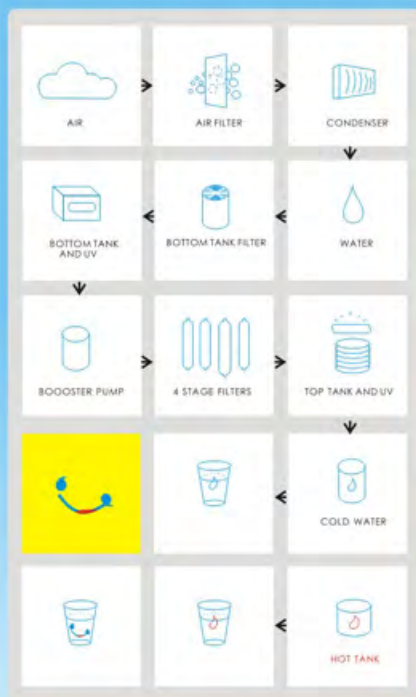 AIR
AIR FILTER
CONDENSER
BOTTOM TANK
AND UV
BOTTOM TANK FILTER
WATER
BOOOSTER PUMP
4 STAGE FILTERS
TOP TANK AND UV
COLD WATER
HOT TANK